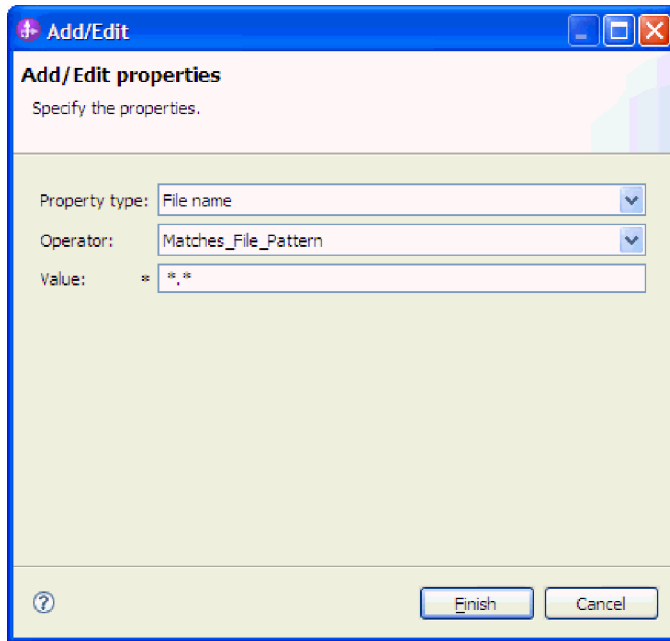 Add/Edit
Add/Edit properties
Specify the properties.
Property type: File name
Operator: Matches_File_Pattern
Value: * *.*
Finish Cancel